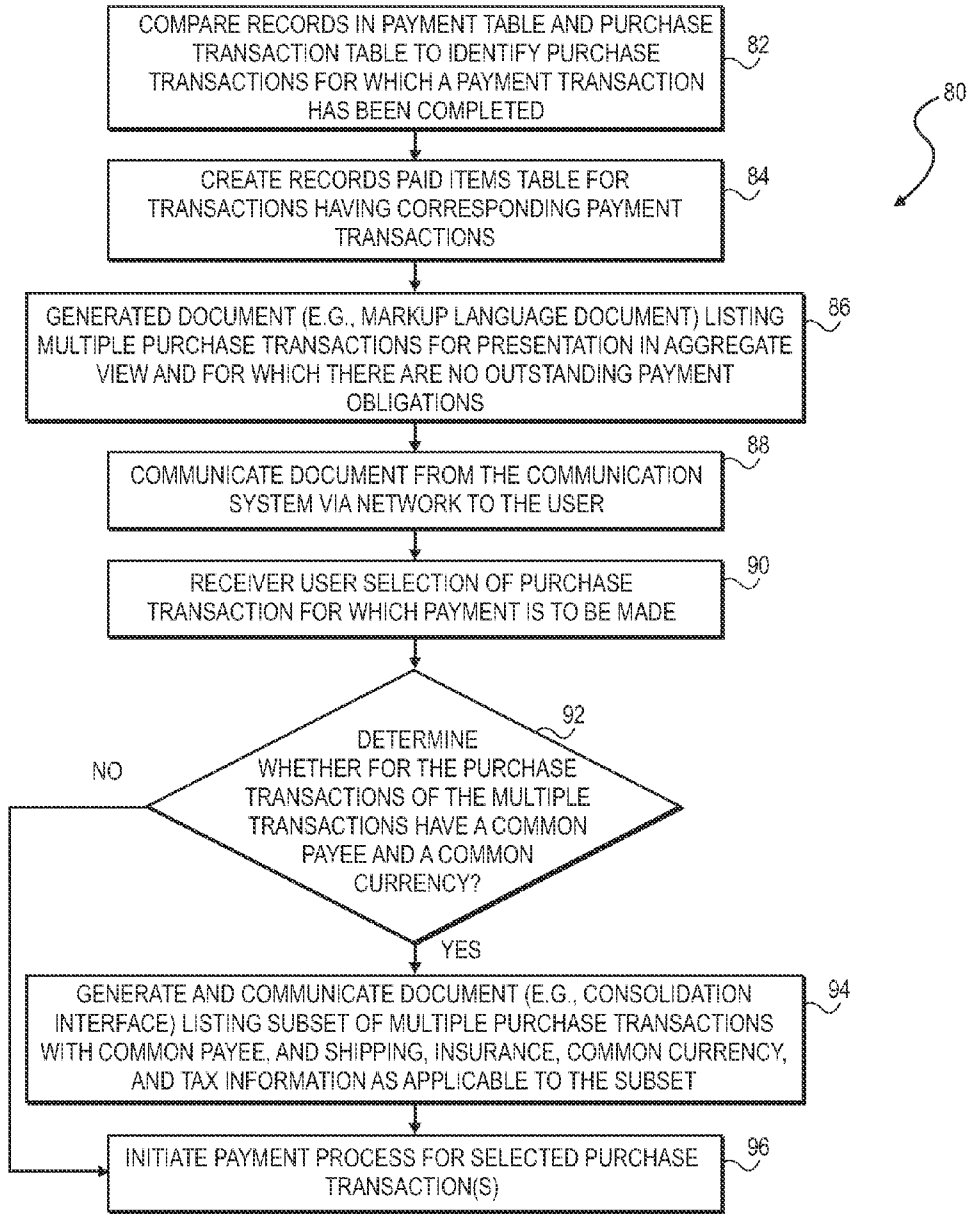 COMPARE RECORDS IN PAYMENT TABLE AND PURCHASE
TRANSACTION TABLE TO IDENTIFY PURCHASE
TRANSACTIONS FOR WHICH A PAYMENT TRANSACTION
HAS BEEN COMPLETED
82
80
CREATE RECORDS PAID ITEMS TABLE FOR
TRANSACTIONS HAVING CORRESPONDING PAYMENT
TRANSACTIONS
84
GENERATED DOCUMENT (E.G., MARKUP LANGUAGE DOCUMENT) LISTING
MULTIPLE PURCHASE TRANSACTIONS FOR PRESENTATION IN AGGREGATE
VIEW AND FOR WHICH THERE ARE NO OUTSTANDING PAYMENT
OBLIGATIONS
86
COMMUNICATE DOCUMENT FROM THE COMMUNICATION
SYSTEM VIA NETWORK TO THE USER
88
RECEIVER USER SELECTION OF PURCHASE
TRANSACTION FOR WHICH PAYMENT IS TO BE MADE
90
DETERMINE
WHETHER FOR THE PURCHASE
TRANSACTIONS OF THE MULTIPLE
TRANSACTIONS HAVE A COMMON
PAYEE AND A COMMON
CURRENCY?
92
NO
YES
GENERATE AND COMMUNICATE DOCUMENT (E.G., CONSOLIDATION
INTERFACE) LISTING SUBSET OF MULTIPLE PURCHASE TRANSACTIONS
WITH COMMON PAYEE, AND SHIPPING, INSURANCE, COMMON CURRENCY,
AND TAX INFORMATION AS APPLICABLE TO THE SUBSET
94
INITIATE PAYMENT PROCESS FOR SELECTED PURCHASE
TRANSACTION(S)
96